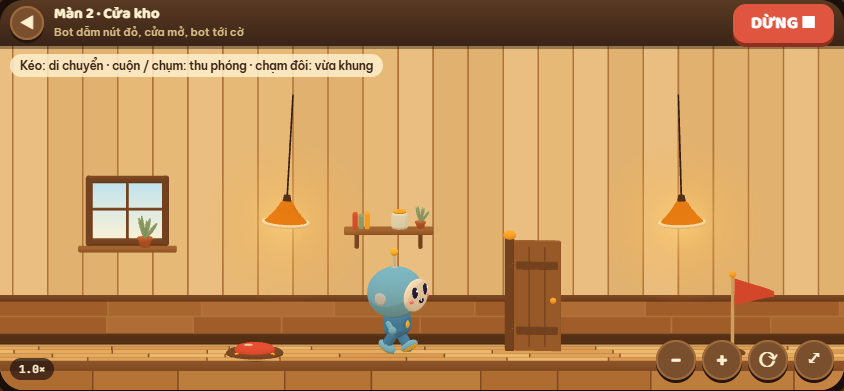 Màn 2 · Cửa kho
Bot dẫm nút đỏ, cửa mở, bot tới cờ
DỪNG
Kéo: di chuyển · cuộn / chụm: thu phóng · chạm đôi: vừa khung
1.0×